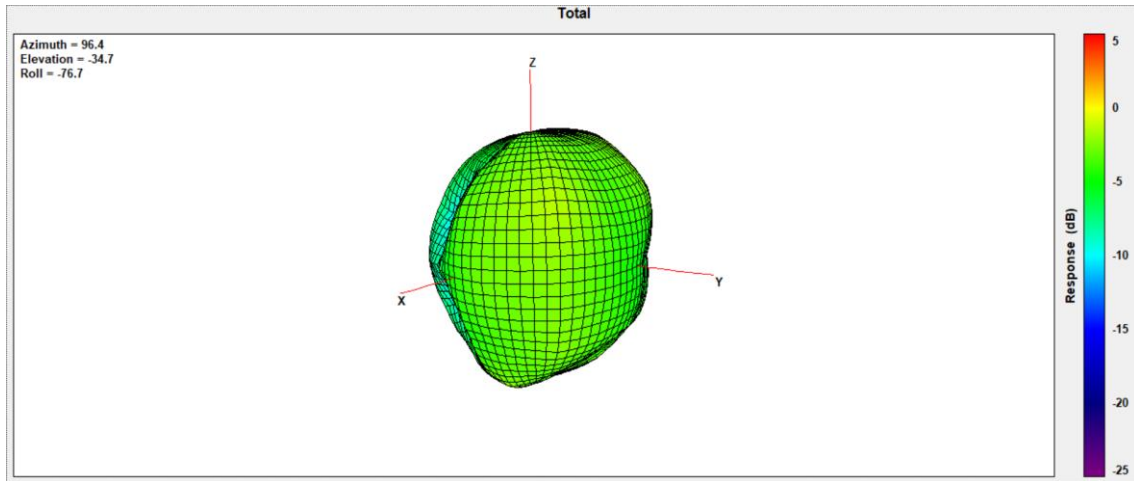 Total
Azimuth = 96.4
Elevation = -34.7
Roll = -76.7
Z
X
Y
5
0
-5
-10
-15
-20
-25
Response (dB)